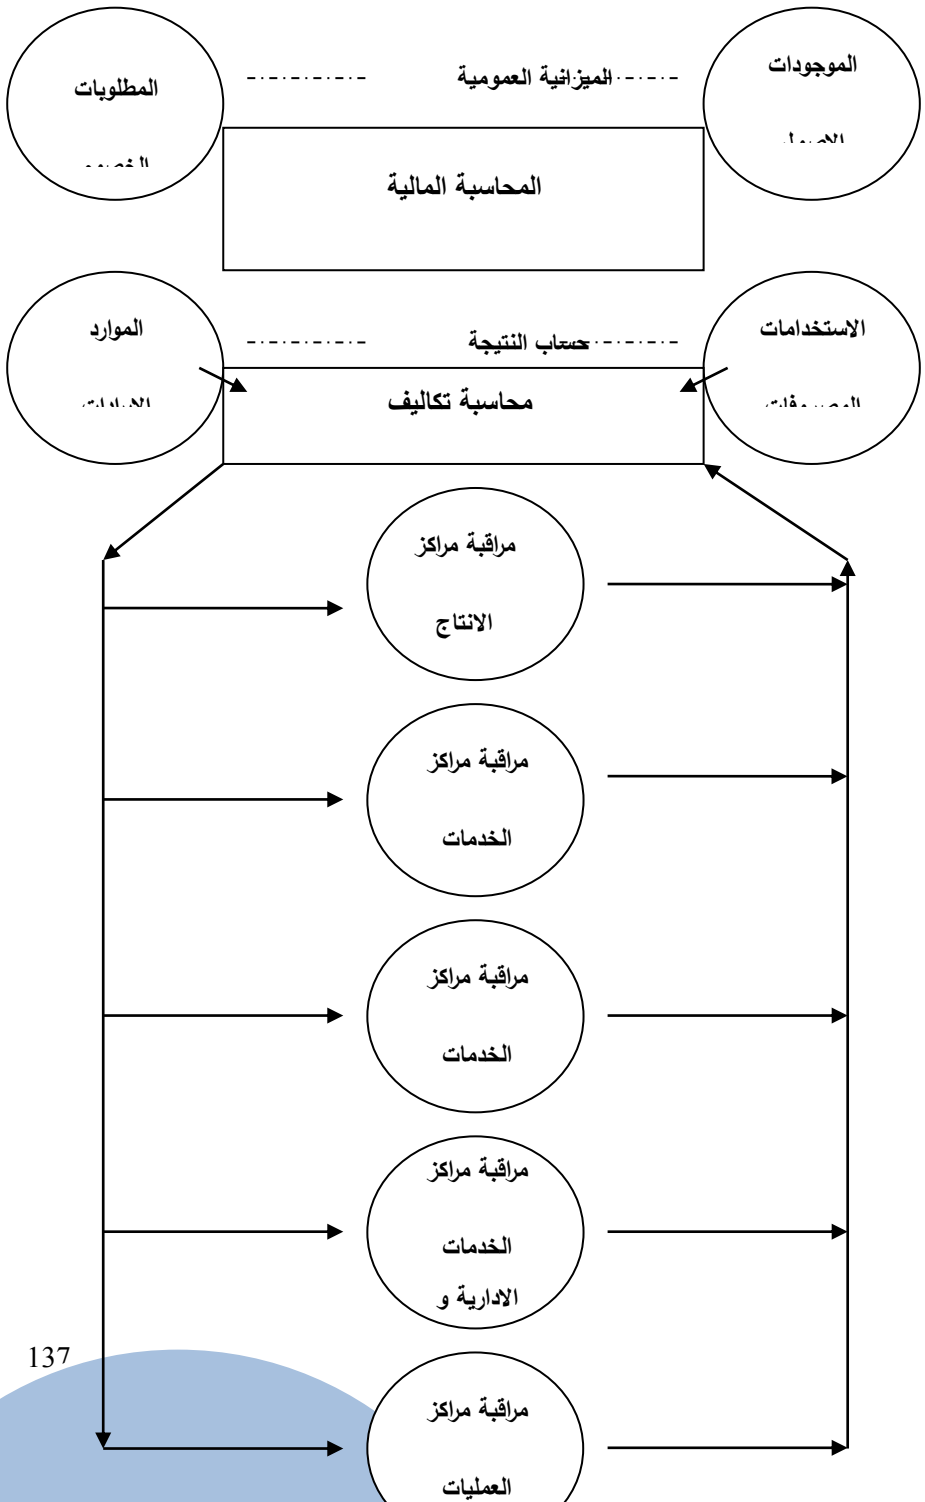 الموجودات
الميزانية العمومية
المطلوبات
المحاسبة المالية
الاستخدامات
حساب النتيجة
الموارد
محاسبة تكاليف
مراقبة مراكز
الانتاج
مراقبة مراكز
الخدمات
مراقبة مراكز
الخدمات
مراقبة مراكز
الخدمات
الادارية و
137
مراقبة مراكز
العمليات